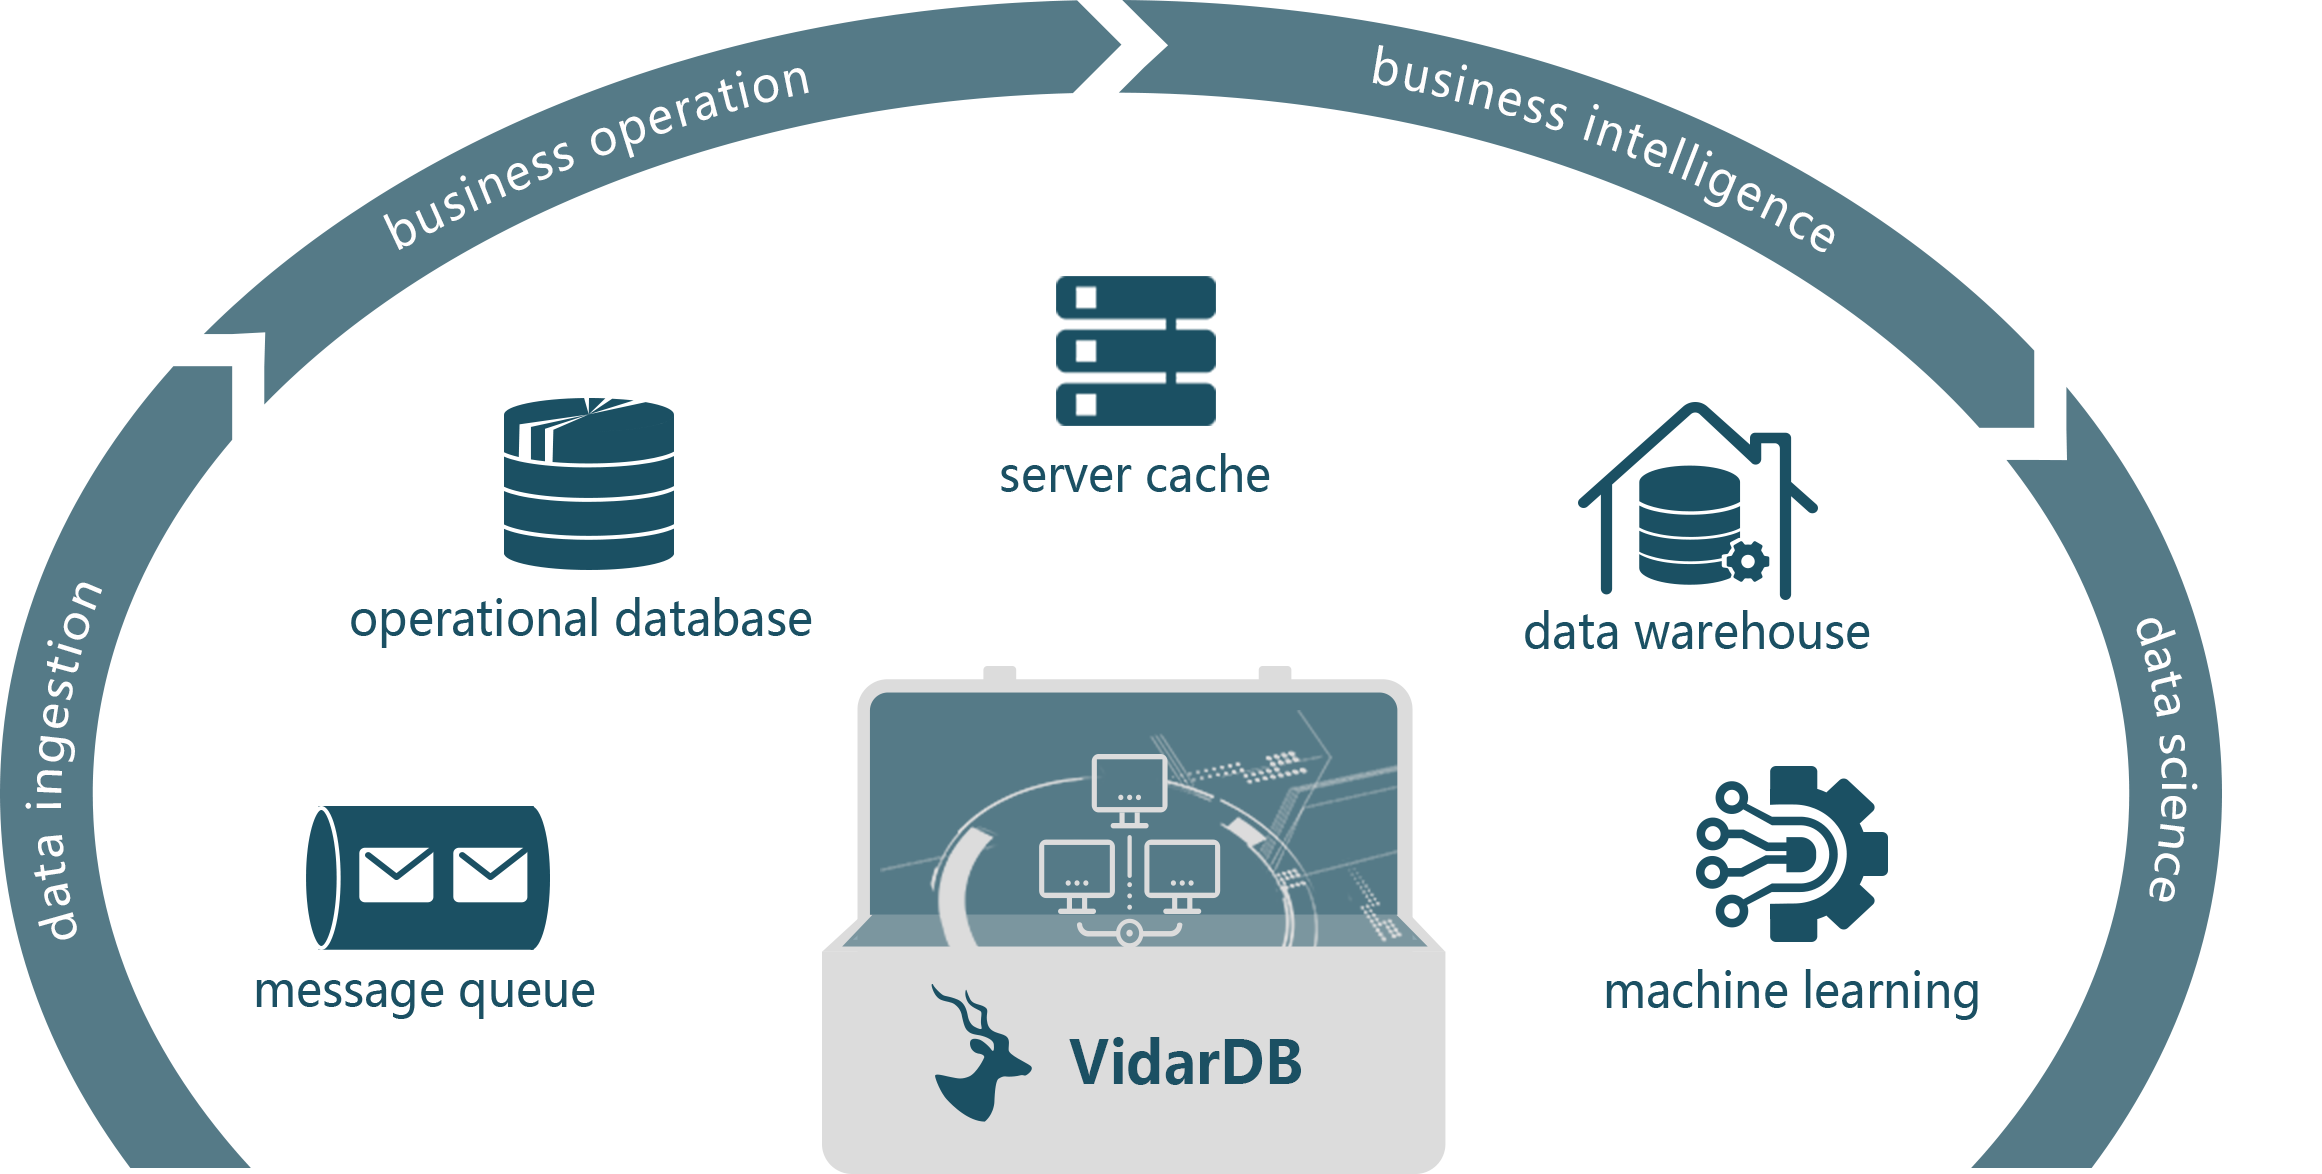 business operation
business intelligence
server cache
operational database
data warehouse
data ingestion
data science
message queue
machine learning
VidarDB